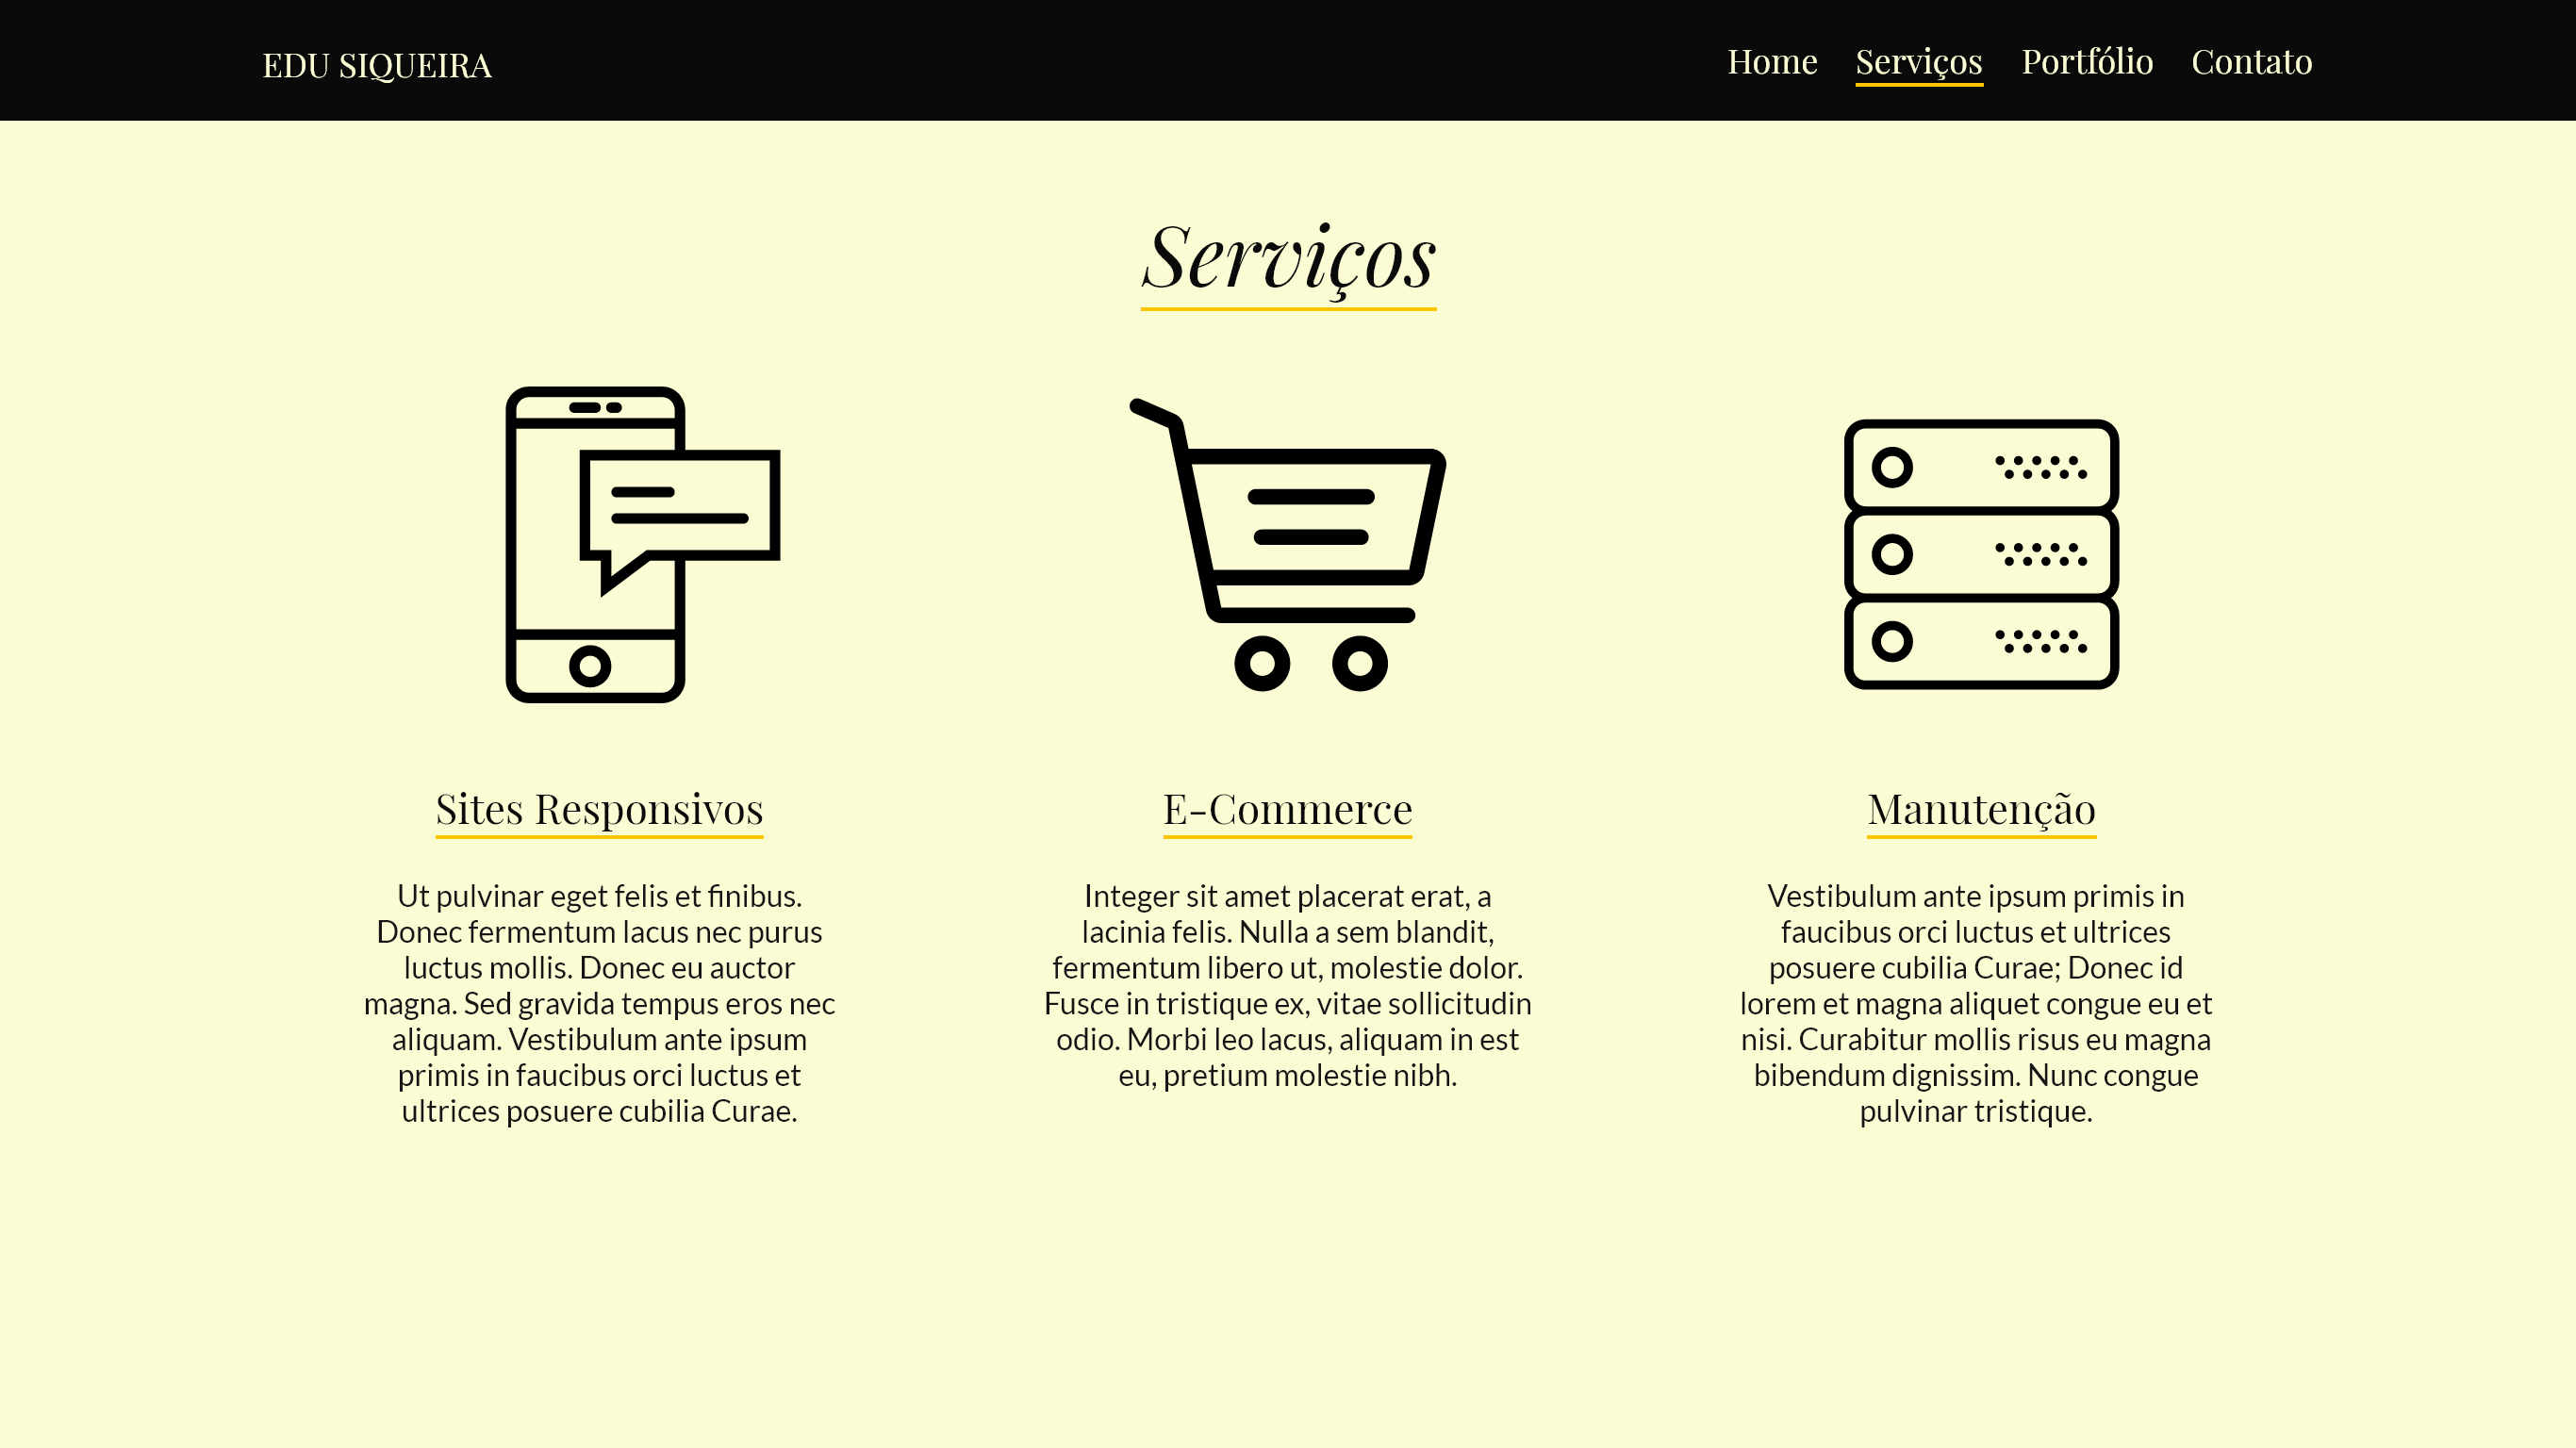 EDU SIQUEIRA
Home Serviços Portfólio Contato
Serviços
Sites Responsivos
Ut pulvinar eget felis et finibus.
Donec fermentum lacus nec purus
luctus mollis. Donec eu auctor
magna. Sed gravida tempus eros nec
aliquam. Vestibulum ante ipsum
primis in faucibus orci luctus et
ultrices posuere cubilia Curae.
E-Commerce
Integer sit amet placerat erat, a
lacinia felis. Nulla a sem blandit,
fermentum libero ut, molestie dolor.
Fusce in tristique ex, vitae sollicitudin
odio. Morbi leo lacus, aliquam in est
eu, pretium molestie nibh.
Manutenção
Vestibulum ante ipsum primis in
faucibus orci luctus et ultrices
posuere cubilia Curae; Donec id
lorem et magna aliquet congue eu et
nisi. Curabitur mollis risus eu magna
bibendum dignissim. Nunc congue
pulvinar tristique.